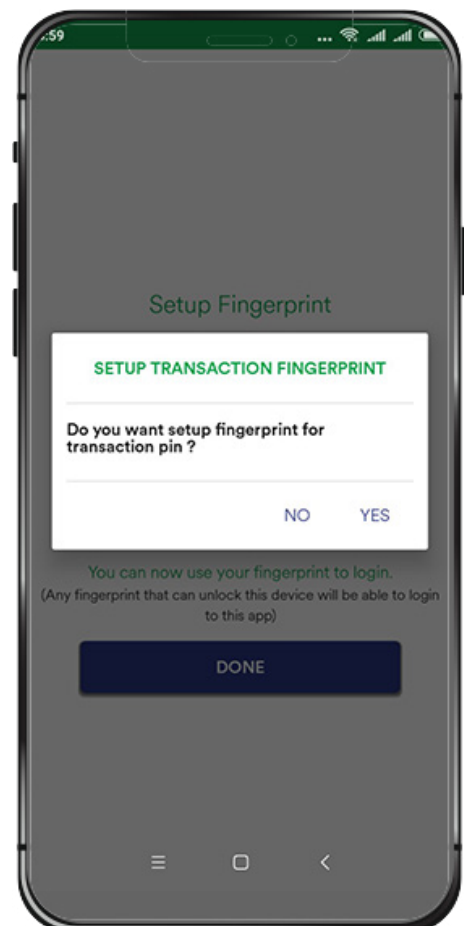 :59
Setup Fingerprint
SETUP TRANSACTION FINGERPRINT
Do you want setup fingerprint for
transaction pin ?
NO YES
You can now use your fingerprint to login.
(Any fingerprint that can unlock this device will be able to login
to this app)
DONE